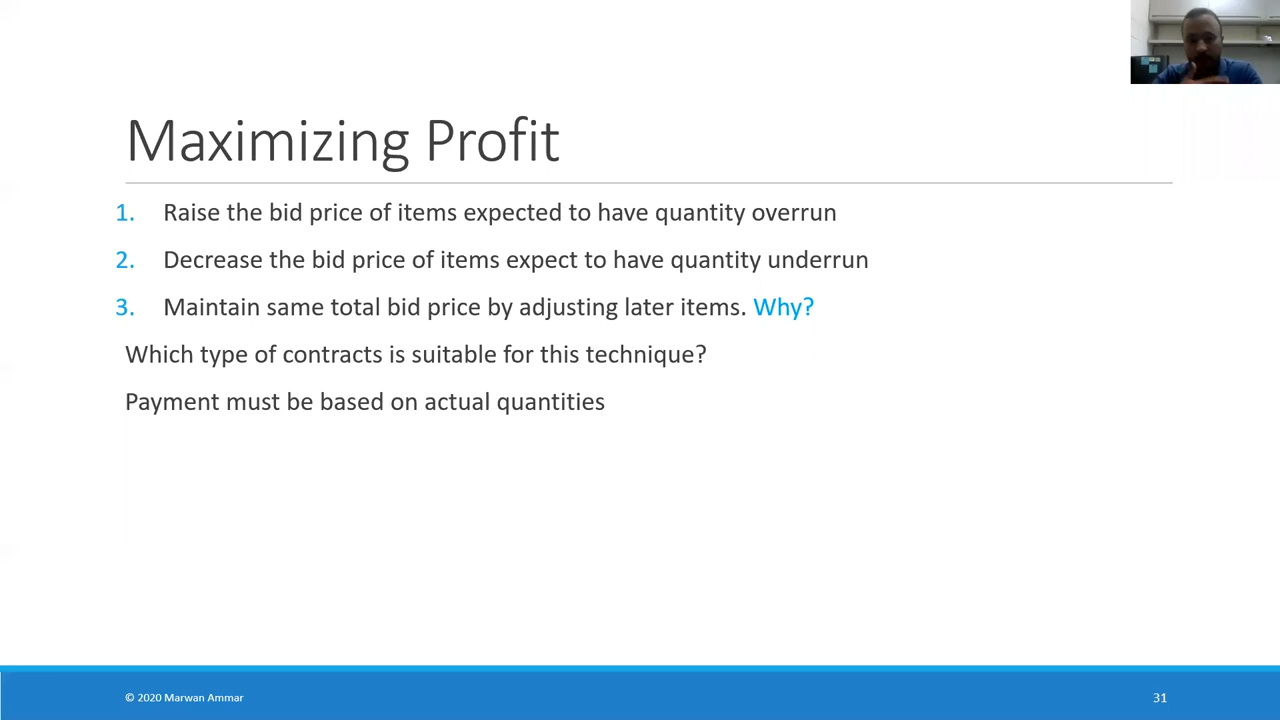 Maximizing Profit
1. Raise the bid price of items expected to have quantity overrun
2. Decrease the bid price of items expect to have quantity underrun
3. Maintain same total bid price by adjusting later items. Why?
Which type of contracts is suitable for this technique?
Payment must be based on actual quantities
© 2020 Marwan Ammar
31